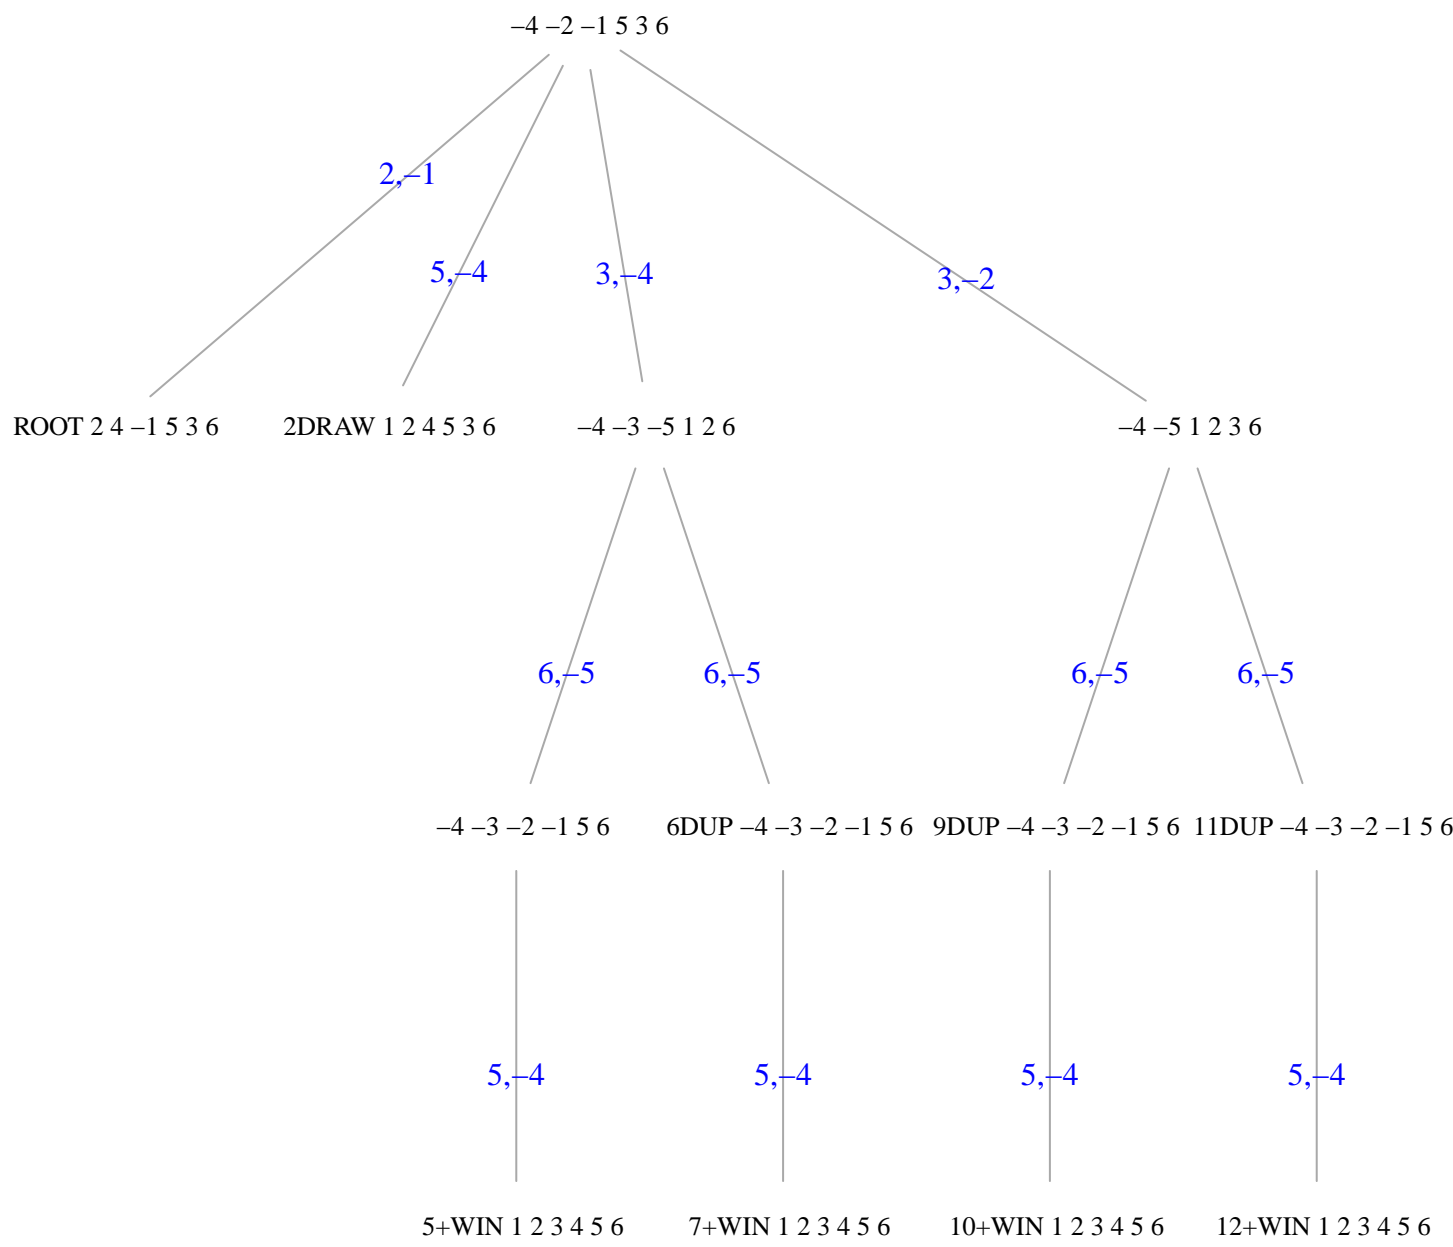 –4 –2 –1 5 3 6
2,–1
5,–4
3,–4
3,–2
ROOT 2 4 –1 5 3 6
2DRAW 1 2 4 5 3 6
–4 –3 –5 1 2 6
–4 –5 1 2 3 6
6,–5
6,–5
6,–5
6,–5
–4 –3 –2 –1 5 6
6DUP –4 –3 –2 –1 5 6
9DUP –4 –3 –2 –1 5 6
11DUP –4 –3 –2 –1 5 6
5,–4
5,–4
5,–4
5,–4
5+WIN 1 2 3 4 5 6
7+WIN 1 2 3 4 5 6
10+WIN 1 2 3 4 5 6
12+WIN 1 2 3 4 5 6